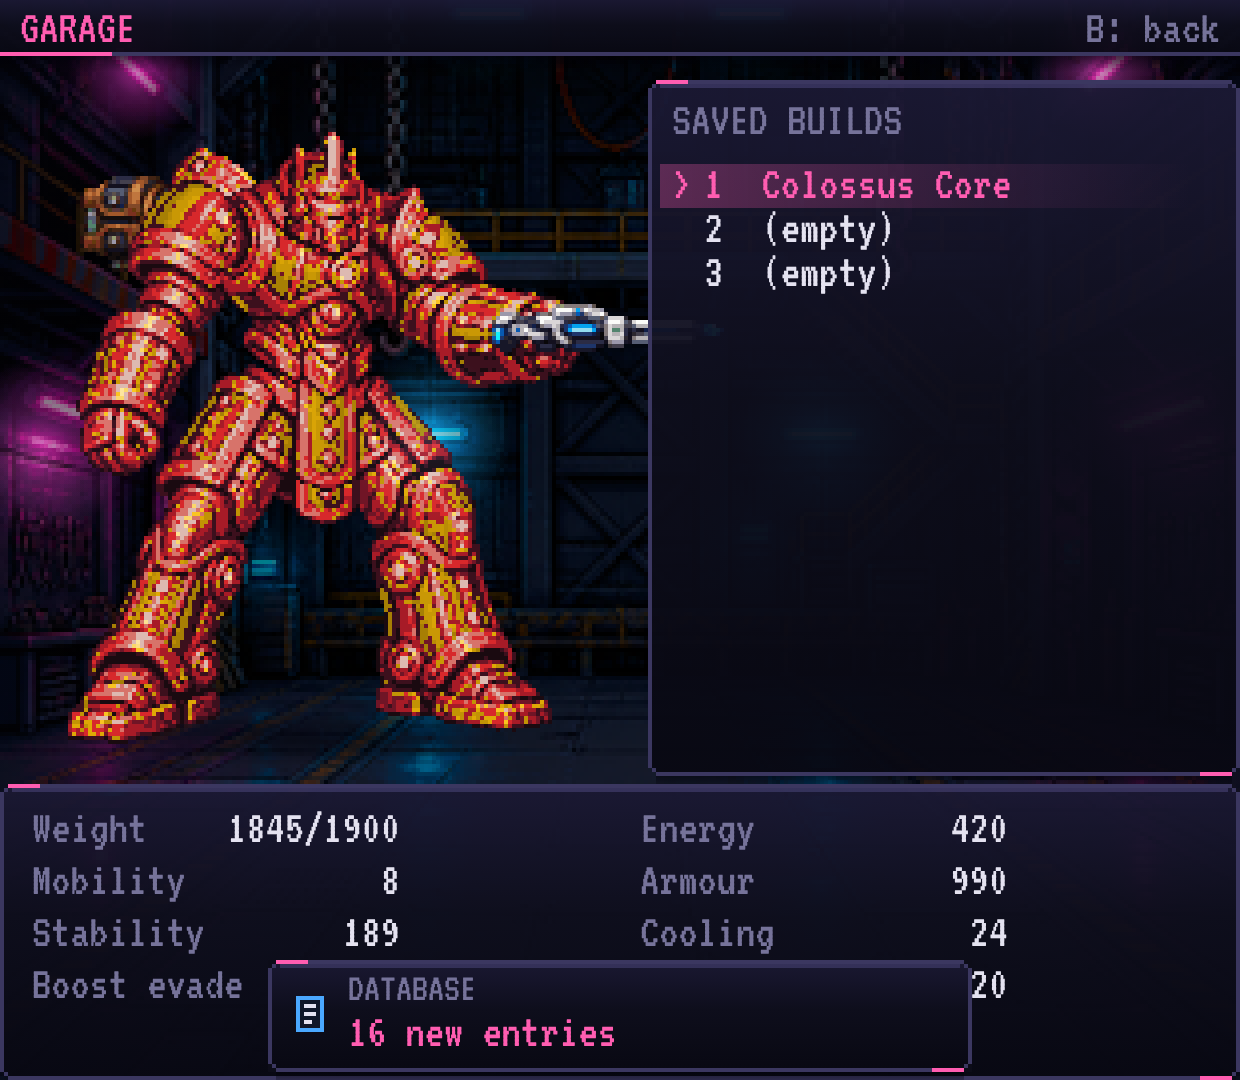 GARAGE
B: back
SAVED BUILDS
> 1 Colossus Core
2 (empty)
3 (empty)
Weight 1845/1900
Energy 420
Mobility 8
Armour 990
Stability 189
Cooling 24
Boost evade
20
DATABASE
16 new entries